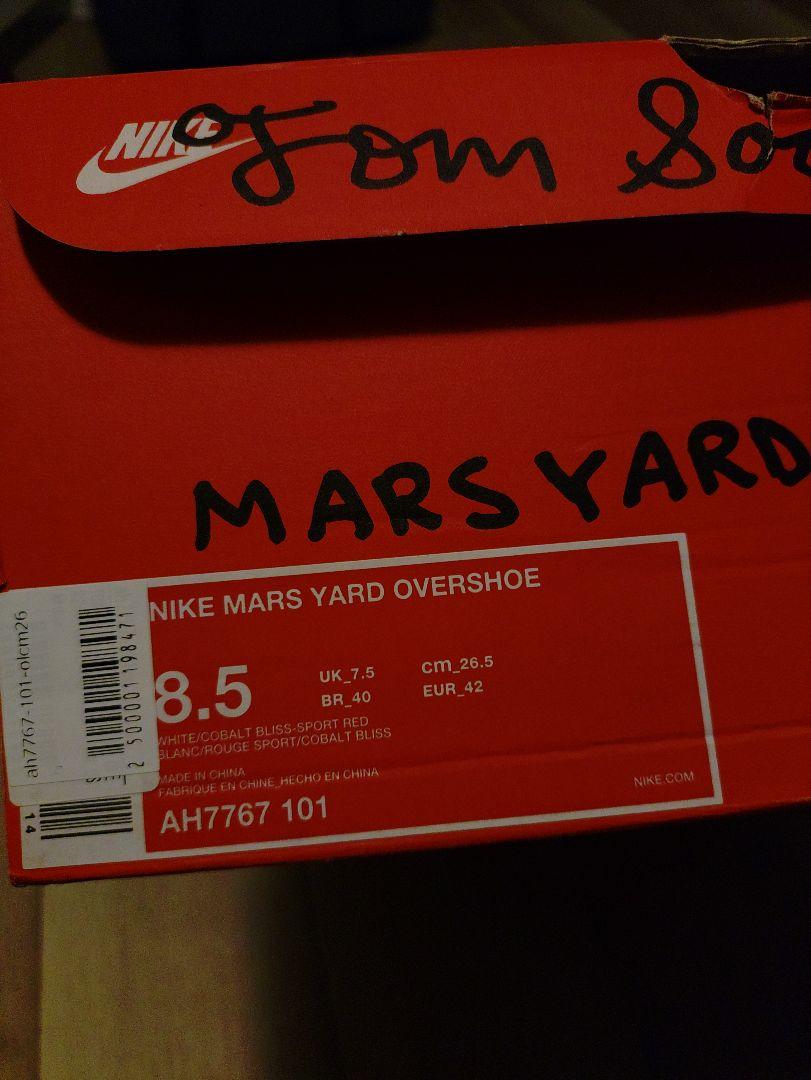 NIKE
Tom
MARS YARD
NIKE MARS YARD OVERSHOE
8.5
UK_7.5 cm_26.5
BR_40 EUR_42
WHITE/COBALT BLISS-SPORT RED
BLANC/ROUGE SPORT/COBALT BLISS
MADE IN CHINA
FABRIQUE EN CHINE_HECHO EN CHINA
NIKE.COM
AH7767 101
ah7767-101-olcm26
2 500001198471
14